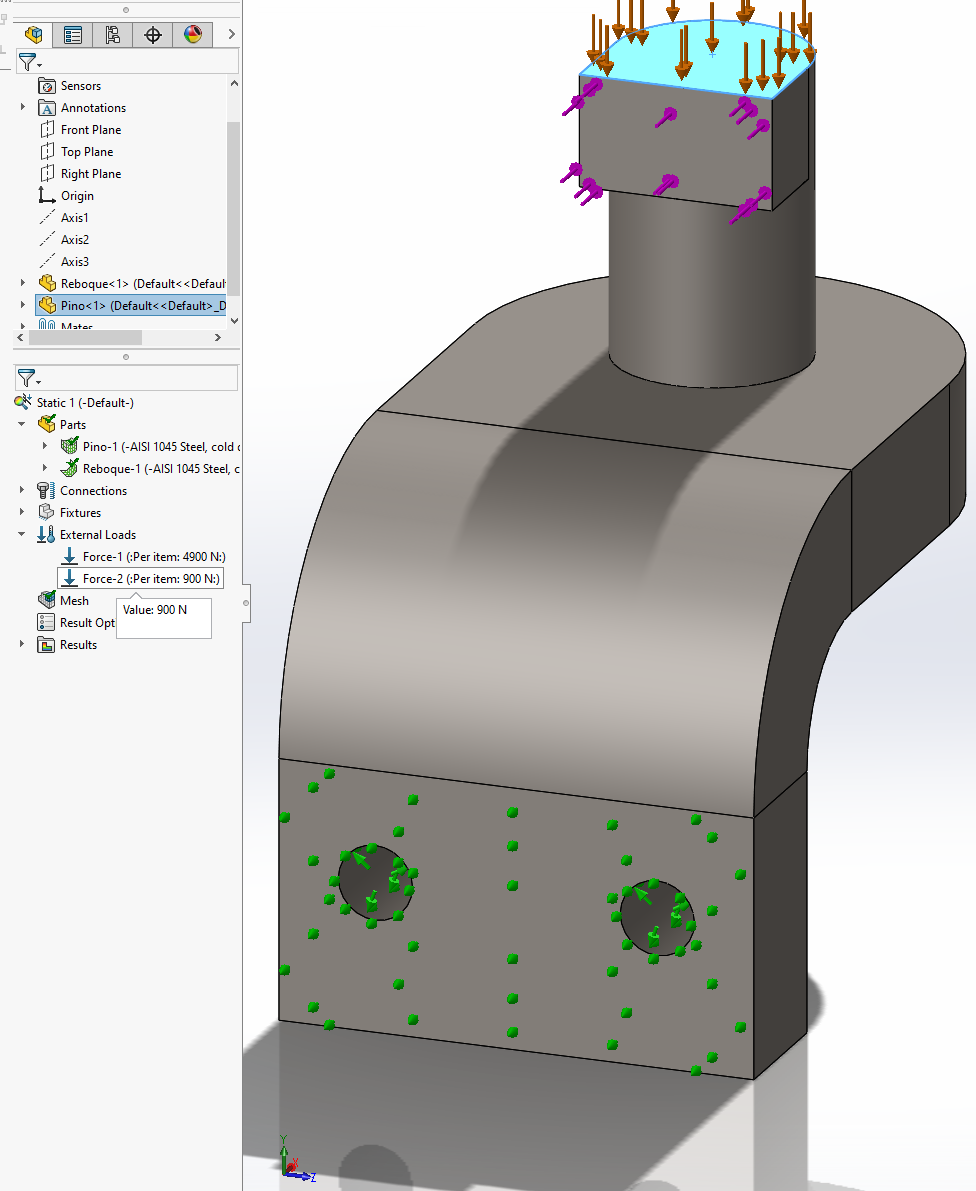 Sensors
Annotations
Front Plane
Top Plane
Right Plane
Origin
Axis1
Axis2
Axis3
Reboque<1> (Default<<Defaul
Pino<1> (Default<<Default>_D
Mates
Static 1 (-Default-)
Parts
Pino-1 (-AISI 1045 Steel, cold
Reboque-1 (-AISI 1045 Steel, c
Connections
Fixtures
External Loads
Force-1 (:Per item: 4900 N:)
Force-2 (:Per item: 900 N:)
Mesh
Value: 900 N
Result Opt
Results
Y
X
Z